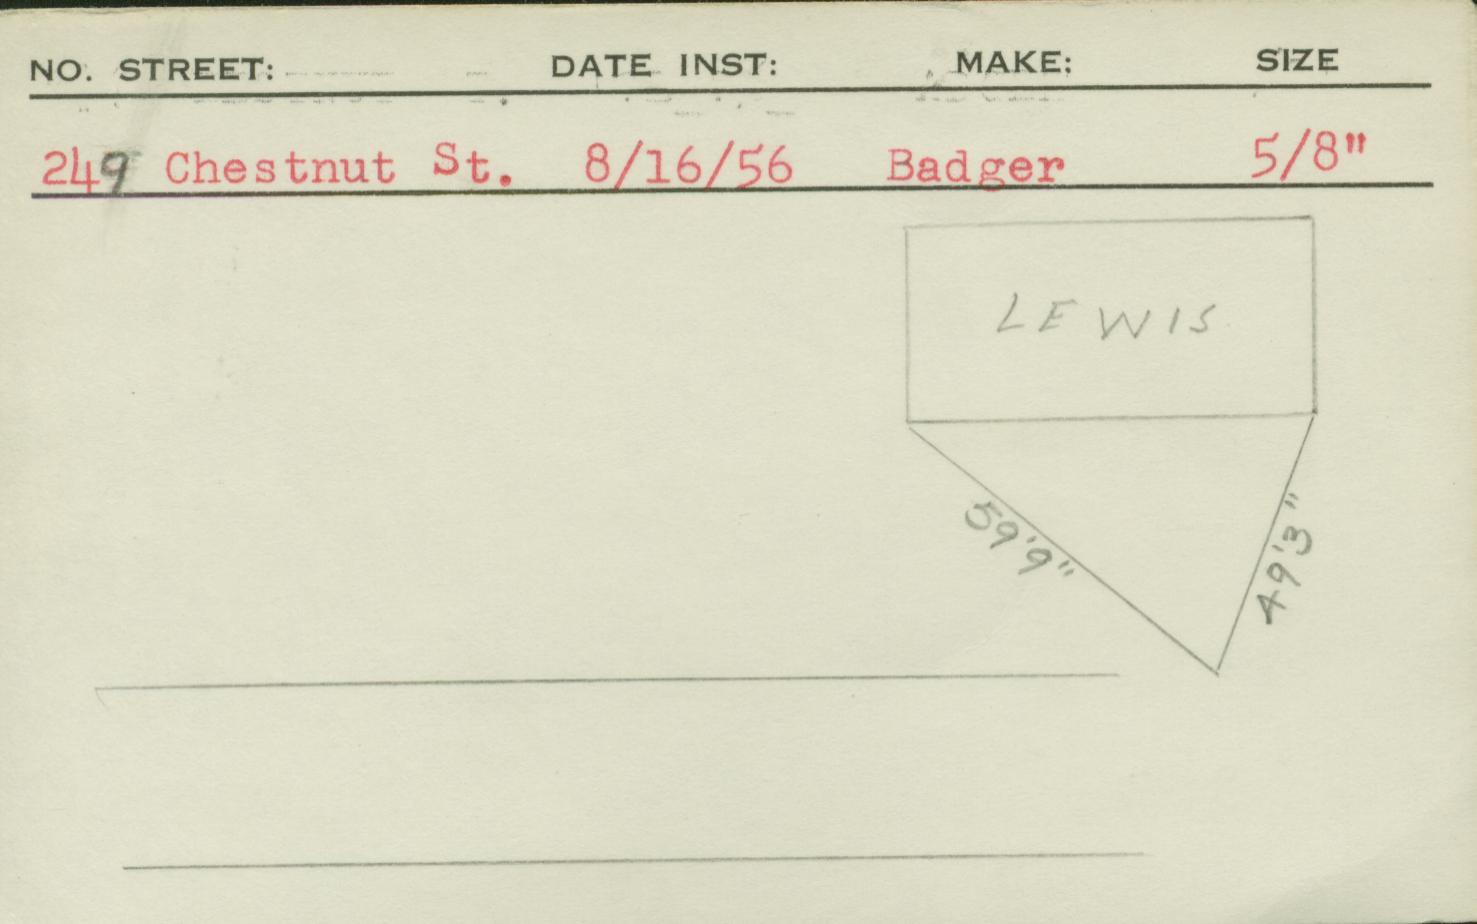 NO. STREET: DATE INST: MAKE: SIZE
249 Chestnut St. 8/16/56 Badger 5/8"
LEWIS
59'9"
49'3"